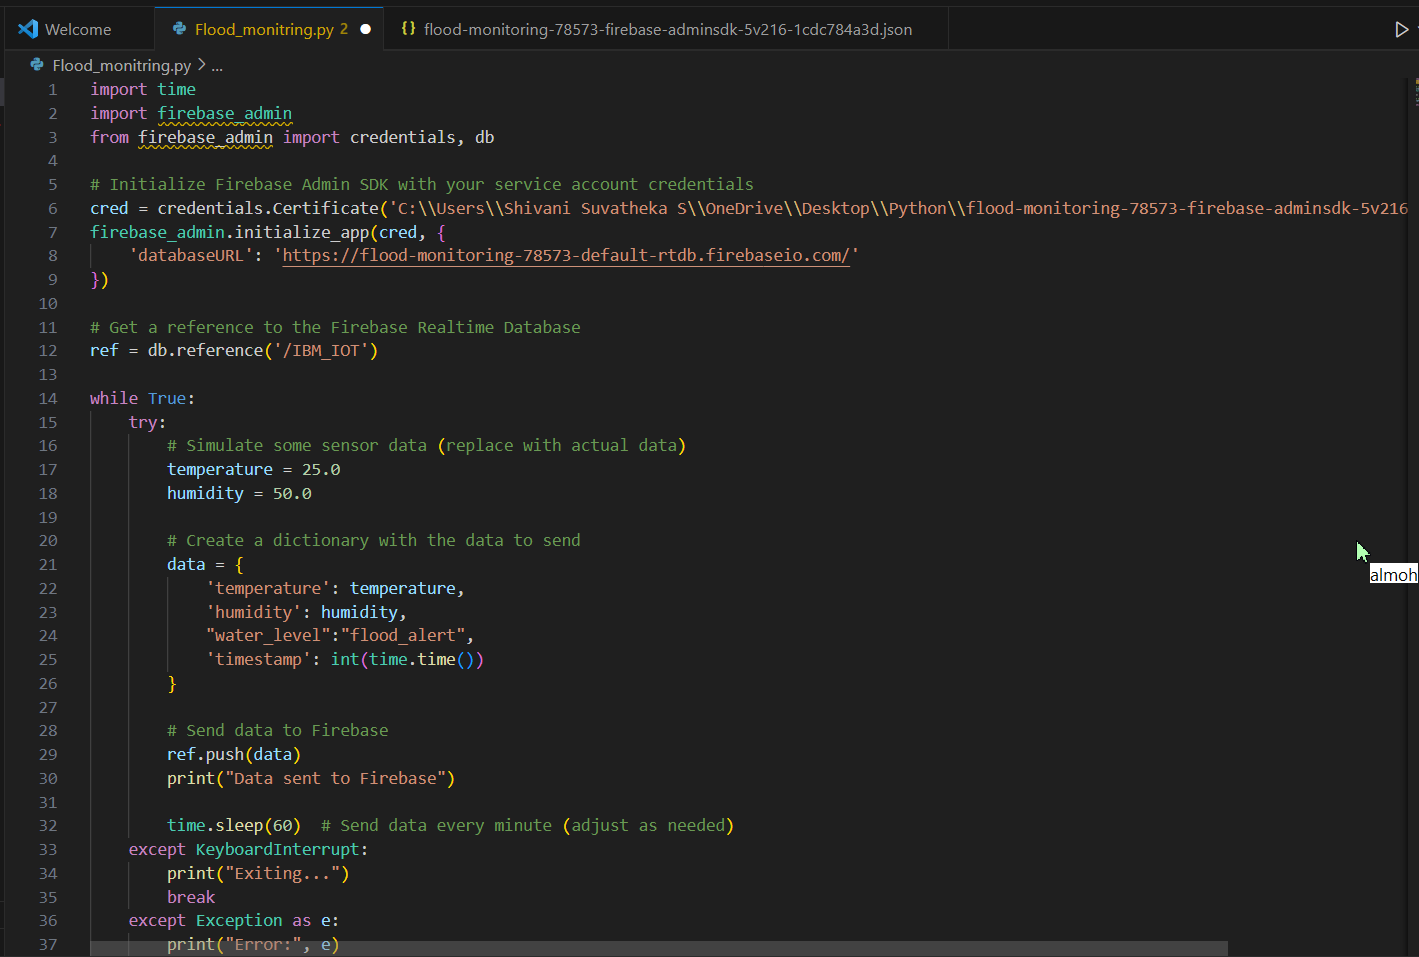 Welcome
Flood_monitring.py 2
{} flood-monitoring-78573-firebase-adminsdk-5v216-1cdc784a3d.json
Flood_monitring.py > ...
1 import time
2 import firebase_admin
3 from firebase_admin import credentials, db
4
5 # Initialize Firebase Admin SDK with your service account credentials
6 cred = credentials.Certificate('C:\\Users\\Shivani Suvatheka S\\OneDrive\\Desktop\\Python\\flood-monitoring-78573-firebase-adminsdk-5v216
7 firebase_admin.initialize_app(cred, {
8     'databaseURL': 'https://flood-monitoring-78573-default-rtdb.firebaseio.com/'
9 })
10
11 # Get a reference to the Firebase Realtime Database
12 ref = db.reference('/IBM_IOT')
13
14 while True:
15     try:
16         # Simulate some sensor data (replace with actual data)
17         temperature = 25.0
18         humidity = 50.0
19
20         # Create a dictionary with the data to send
21         data = {
22             'temperature': temperature,
23             'humidity': humidity,
24             "water_level":"flood_alert",
25             'timestamp': int(time.time())
26         }
27
28         # Send data to Firebase
29         ref.push(data)
30         print("Data sent to Firebase")
31
32         time.sleep(60)  # Send data every minute (adjust as needed)
33     except KeyboardInterrupt:
34         print("Exiting...")
35         break
36     except Exception as e:
37         print("Error:", e)
almoh